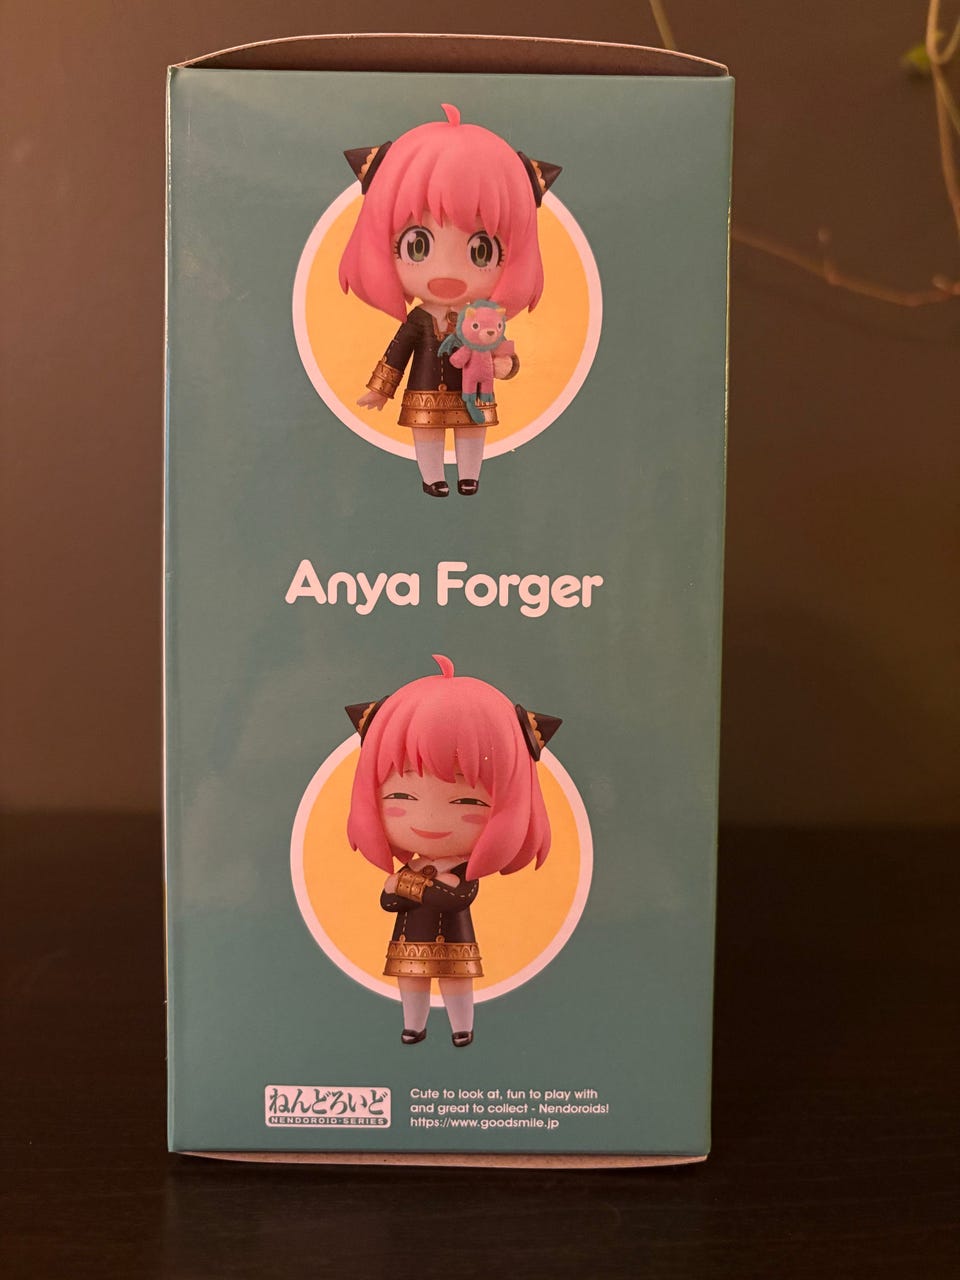 Anya Forger
ねんどろいど
NENDOROID·SERIES
Cute to look at, fun to play with
and great to collect - Nendoroids!
https://www.goodsmile.jp